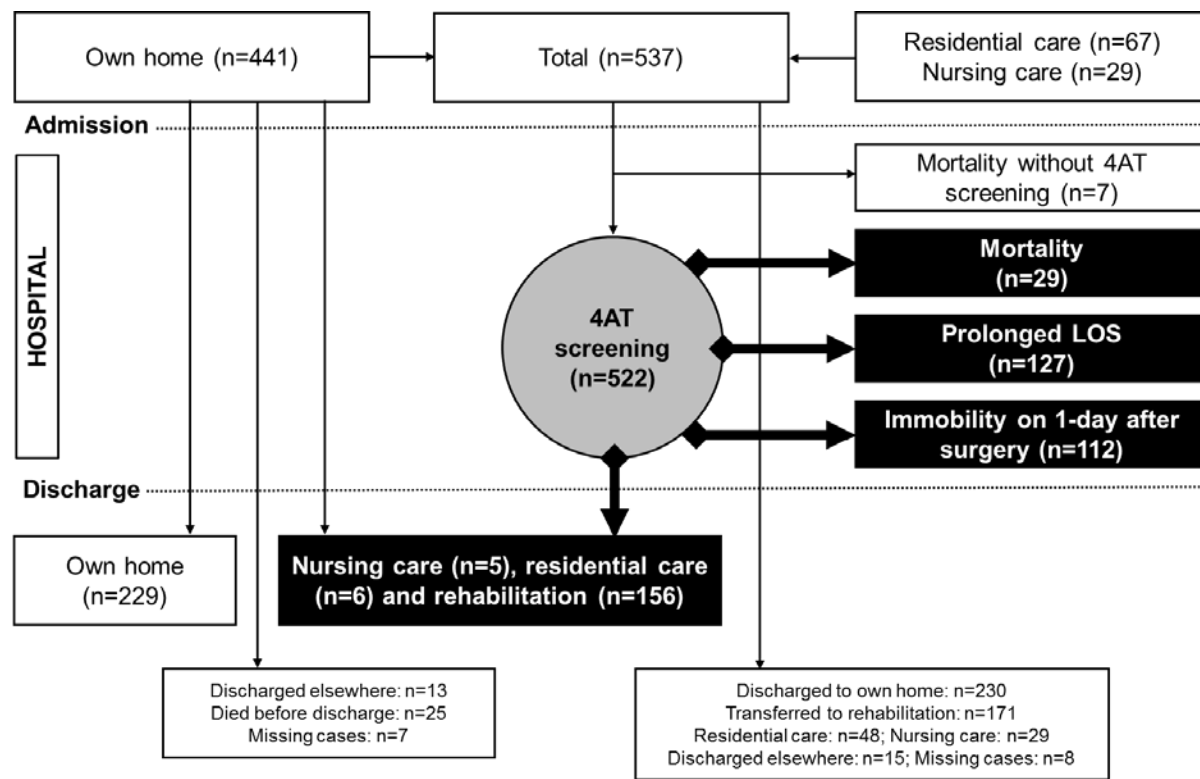 Own home (n=441)
Total (n=537)
Residential care (n=67)
Nursing care (n=29)
Admission
HOSPITAL
Mortality without 4AT
screening (n=7)
Mortality
(n=29)
4AT
screening
(n=522)
Prolonged LOS
(n=127)
Immobility on 1-day after
surgery (n=112)
Discharge
Own home
(n=229)
Nursing care (n=5), residential care
(n=6) and rehabilitation (n=156)
Discharged elsewhere: n=13
Died before discharge: n=25
Missing cases: n=7
Discharged to own home: n=230
Transferred to rehabilitation: n=171
Residential care: n=48; Nursing care: n=29
Discharged elsewhere: n=15; Missing cases: n=8